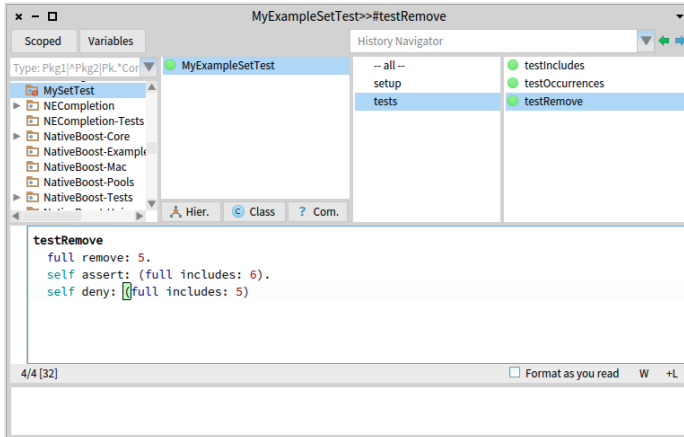 MyExampleSetTest>>#testRemove
Scoped Variables
History Navigator
Type: Pkg1|^Pkg2|Pk.*Cor
MySetTest
NECompletion
NECompletion-Tests
NativeBoost-Core
NativeBoost-Example
NativeBoost-Mac
NativeBoost-Pools
NativeBoost-Tests
MyExampleSetTest
Hier. Class ? Com.
-- all --
setup
tests
testIncludes
testOccurrences
testRemove
testRemove
full remove: 5.
self assert: (full includes: 6).
self deny: (full includes: 5)
4/4 [32]
Format as you read W +L